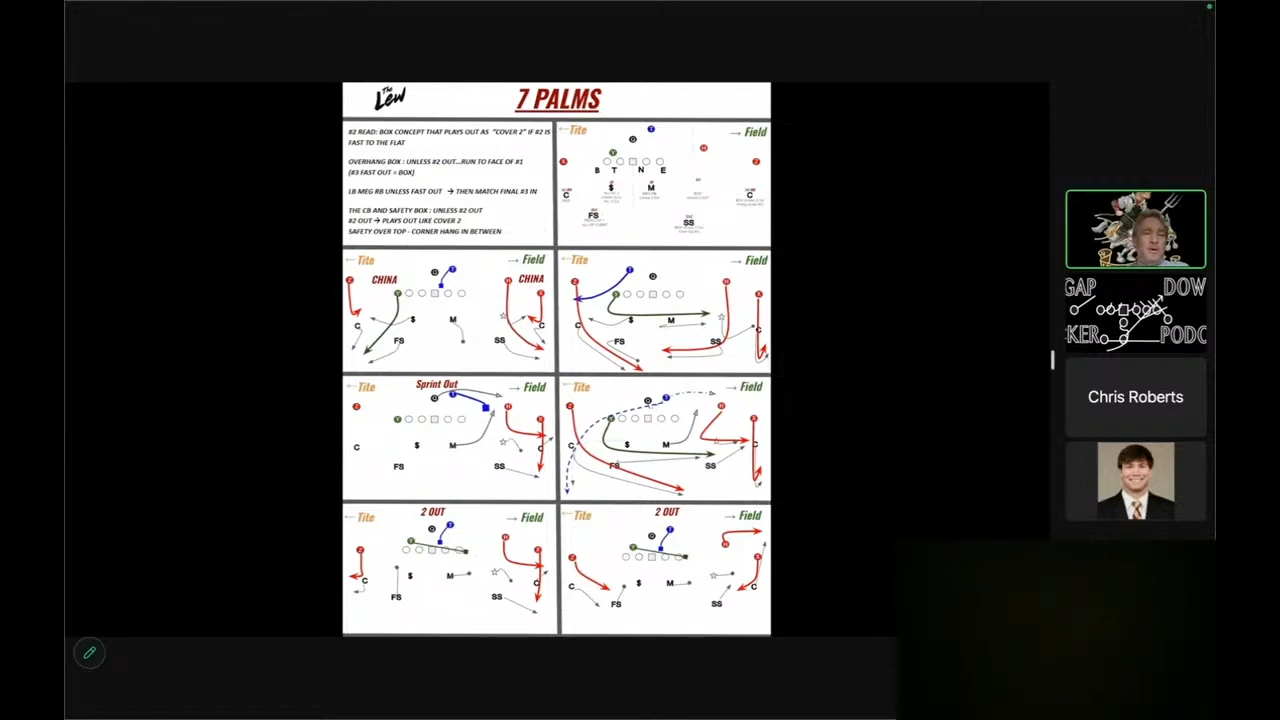 The Lew
7 PALMS
#2 READ: BOX CONCEPT THAT PLAYS OUT AS "COVER 2" IF #2 IS
FAST TO THE FLAT
OVERHANG BOX : UNLESS #2 OUT...RUN TO FACE OF #1
(#3 FAST OUT = BOX)
LB MEG RB UNLESS FAST OUT → THEN MATCH FINAL #3 IN
THE CB AND SAFETY BOX : UNLESS #2 OUT
#2 OUT → PLAYS OUT LIKE COVER 2
SAFETY OVER TOP - CORNER HANG IN BETWEEN
←Tite → Field
T
Q
H
Y
X Z
B T N E
C $ M C
FS SS
←Tite → Field
CHINA CHINA
Q T
Z H X
Y
C $ M C
FS SS
←Tite → Field
T Q
Z H
Y X
C $ M C
FS SS
←Tite Sprint Out → Field
Q T
Z H
Y X
C $ M C
FS SS
←Tite → Field
Q T
Z H
Y X
C $ M C
FS SS
←Tite 2 OUT → Field
Q T
Y H
Z X
C $ M C
FS SS
←Tite 2 OUT → Field
Q T
Y H
Z X
$ M C
C FS SS
GAP DOW
KER PODC
Chris Roberts